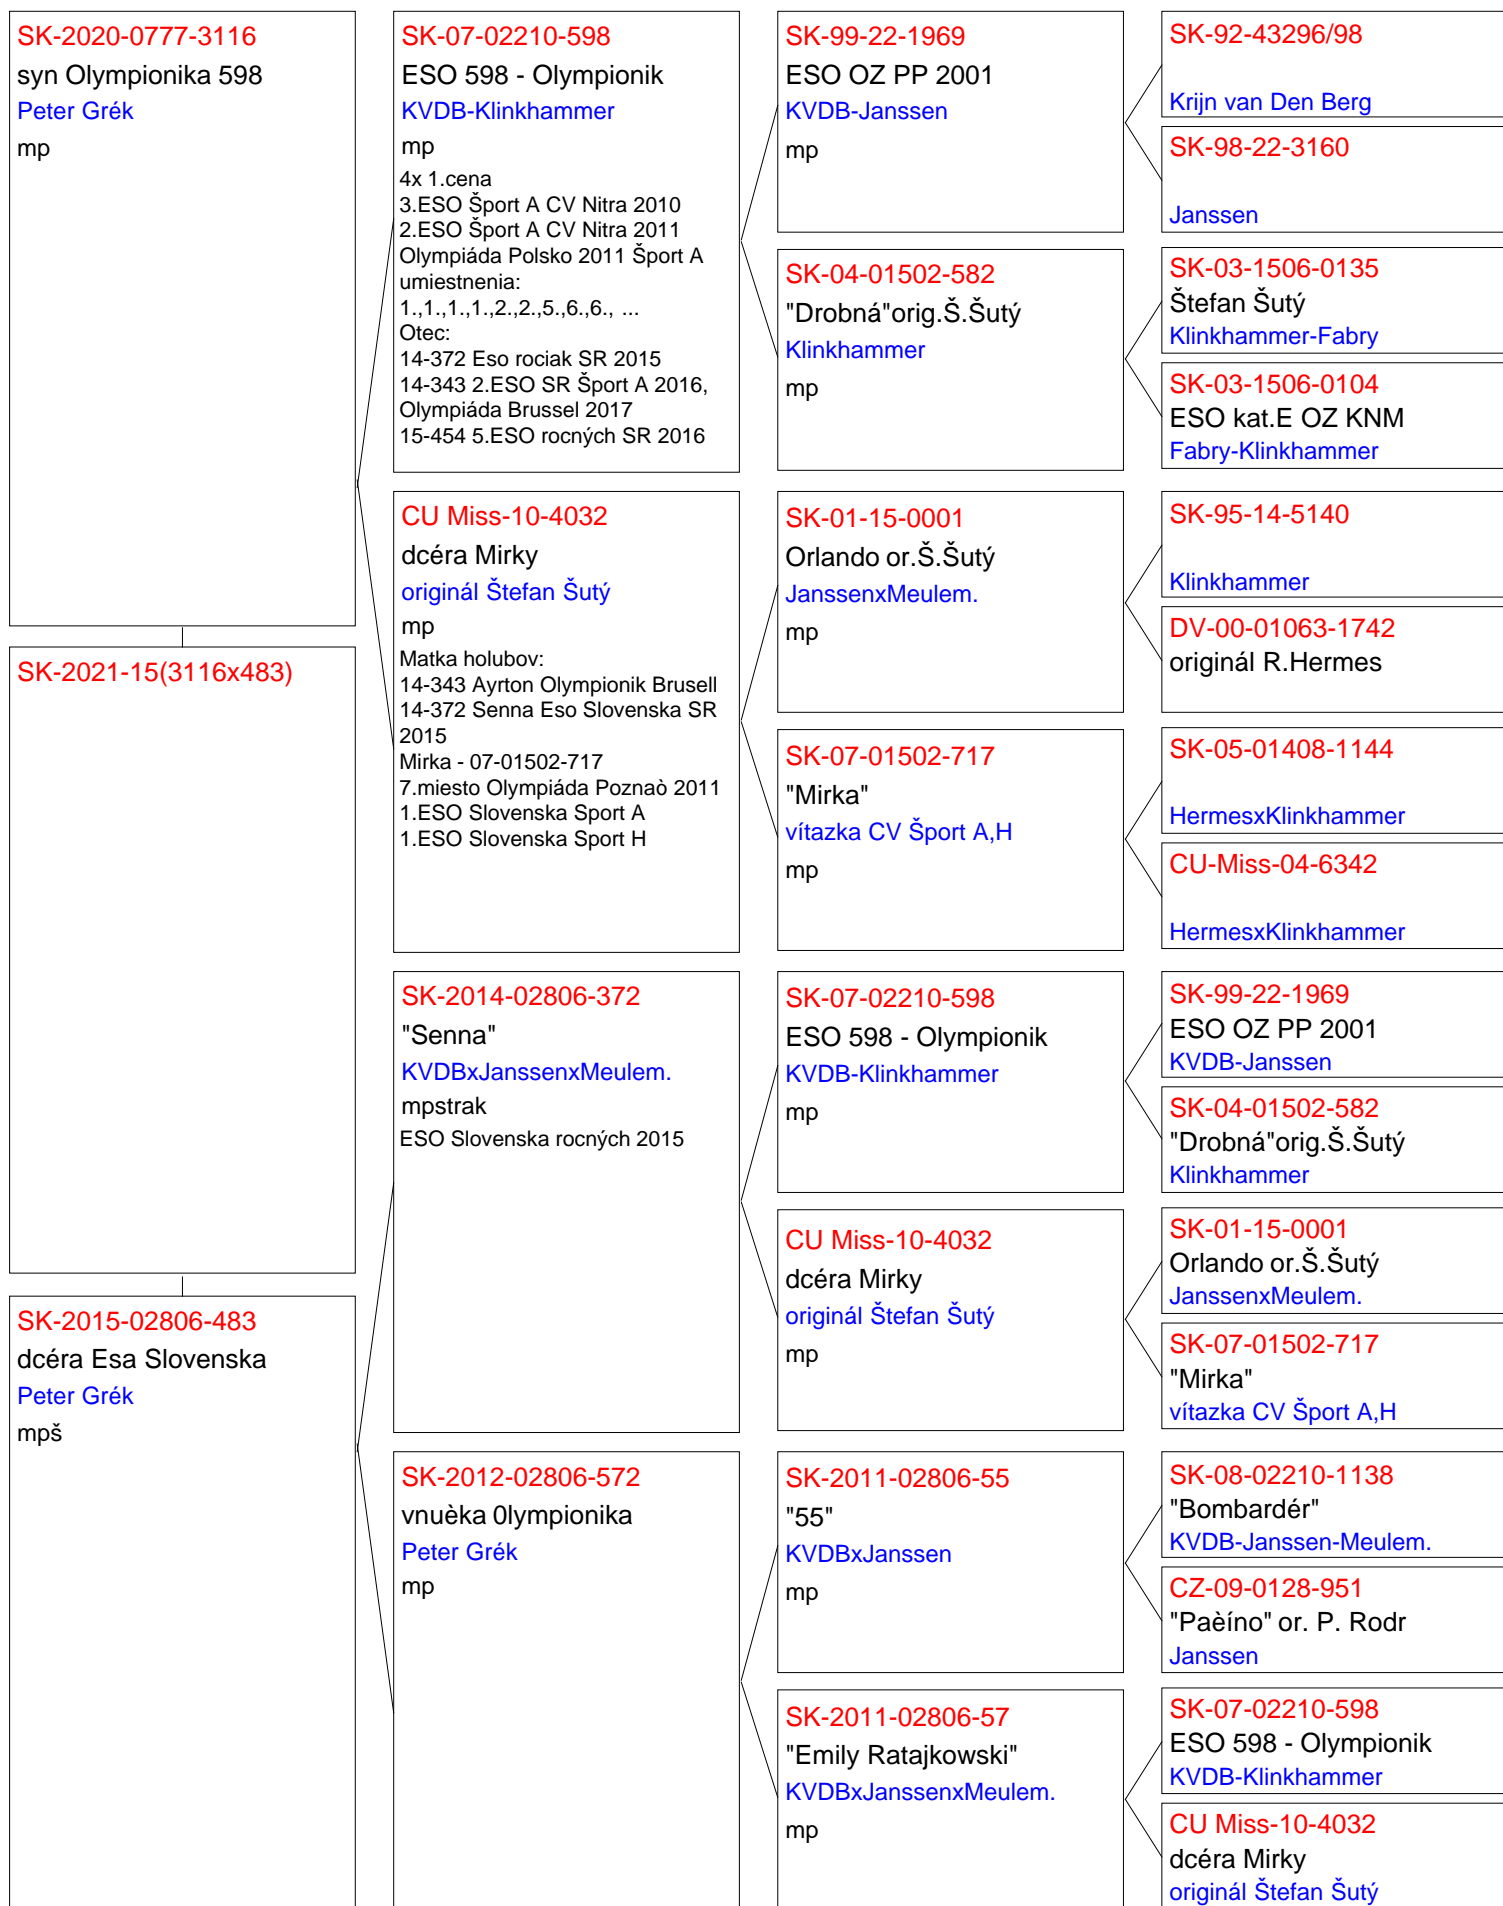 SK-2020-0777-3116
syn Olympionika 598
Peter Grék
mp
SK-2021-15(3116x483)
SK-2015-02806-483
dcéra Esa Slovenska
Peter Grék
mpš
SK-07-02210-598
ESO 598 - Olympionik
KVDB-Klinkhammer
mp
4x 1.cena
3.ESO Šport A CV Nitra 2010
2.ESO Šport A CV Nitra 2011
Olympiáda Polsko 2011 Šport A
umiestnenia:
1.,1.,1.,1.,2.,2.,5.,6.,6., ...
Otec:
14-372 Eso rociak SR 2015
14-343 2.ESO SR Šport A 2016,
Olympiáda Brussel 2017
15-454 5.ESO rocných SR 2016
CU Miss-10-4032
dcéra Mirky
originál Štefan Šutý
mp
Matka holubov:
14-343 Ayrton Olympionik Brusell
14-372 Senna Eso Slovenska SR
2015
Mirka - 07-01502-717
7.miesto Olympiáda Poznaò 2011
1.ESO Slovenska Sport A
1.ESO Slovenska Sport H
SK-2014-02806-372
"Senna"
KVDBxJanssenxMeulem.
mpstrak
ESO Slovenska rocných 2015
SK-2012-02806-572
vnuèka 0lympionika
Peter Grék
mp
SK-99-22-1969
ESO OZ PP 2001
KVDB-Janssen
mp
SK-04-01502-582
"Drobná"orig.Š.Šutý
Klinkhammer
mp
SK-01-15-0001
Orlando or.Š.Šutý
JanssenxMeulem.
mp
SK-07-01502-717
"Mirka"
vítazka CV Šport A,H
mp
SK-07-02210-598
ESO 598 - Olympionik
KVDB-Klinkhammer
mp
CU Miss-10-4032
dcéra Mirky
originál Štefan Šutý
mp
SK-2011-02806-55
"55"
KVDBxJanssen
mp
SK-2011-02806-57
"Emily Ratajkowski"
KVDBxJanssenxMeulem.
mp
SK-92-43296/98
Krijn van Den Berg
SK-98-22-3160
Janssen
SK-03-1506-0135
Štefan Šutý
Klinkhammer-Fabry
SK-03-1506-0104
ESO kat.E OZ KNM
Fabry-Klinkhammer
SK-95-14-5140
Klinkhammer
DV-00-01063-1742
originál R.Hermes
SK-05-01408-1144
HermesxKlinkhammer
CU-Miss-04-6342
HermesxKlinkhammer
SK-99-22-1969
ESO OZ PP 2001
KVDB-Janssen
SK-04-01502-582
"Drobná"orig.Š.Šutý
Klinkhammer
SK-01-15-0001
Orlando or.Š.Šutý
JanssenxMeulem.
SK-07-01502-717
"Mirka"
vítazka CV Šport A,H
SK-08-02210-1138
"Bombardér"
KVDB-Janssen-Meulem.
CZ-09-0128-951
"Paèíno" or. P. Rodr
Janssen
SK-07-02210-598
ESO 598 - Olympionik
KVDB-Klinkhammer
CU Miss-10-4032
dcéra Mirky
originál Štefan Šutý